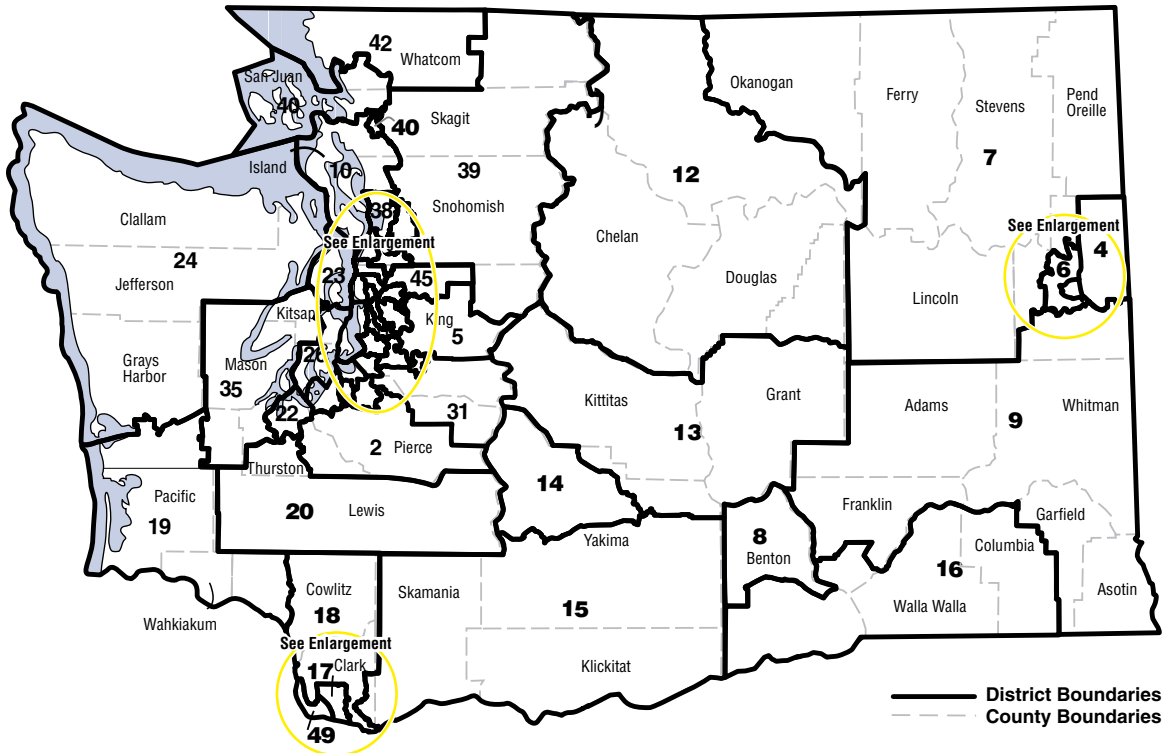 42
Whatcom
San Juan
40
40
Skagit
Okanogan
Ferry
Stevens
Pend
Oreille
Island
10
39
12
7
38
Snohomish
Clallam
24
Jefferson
See Enlargement
Chelan
See Enlargement
4
23
45
Douglas
6
Lincoln
Kitsap
King
5
Grays
Harbor
Mason
35
26
22
31
Kittitas
Grant
Adams
Whitman
9
2
Pierce
13
Thurston
14
Pacific
19
20
Lewis
Yakima
8
Benton
Franklin
Garfield
Columbia
16
Walla Walla
Asotin
Cowlitz
18
Skamania
15
Wahkiakum
See Enlargement
17
Clark
Klickitat
49
District Boundaries
County Boundaries